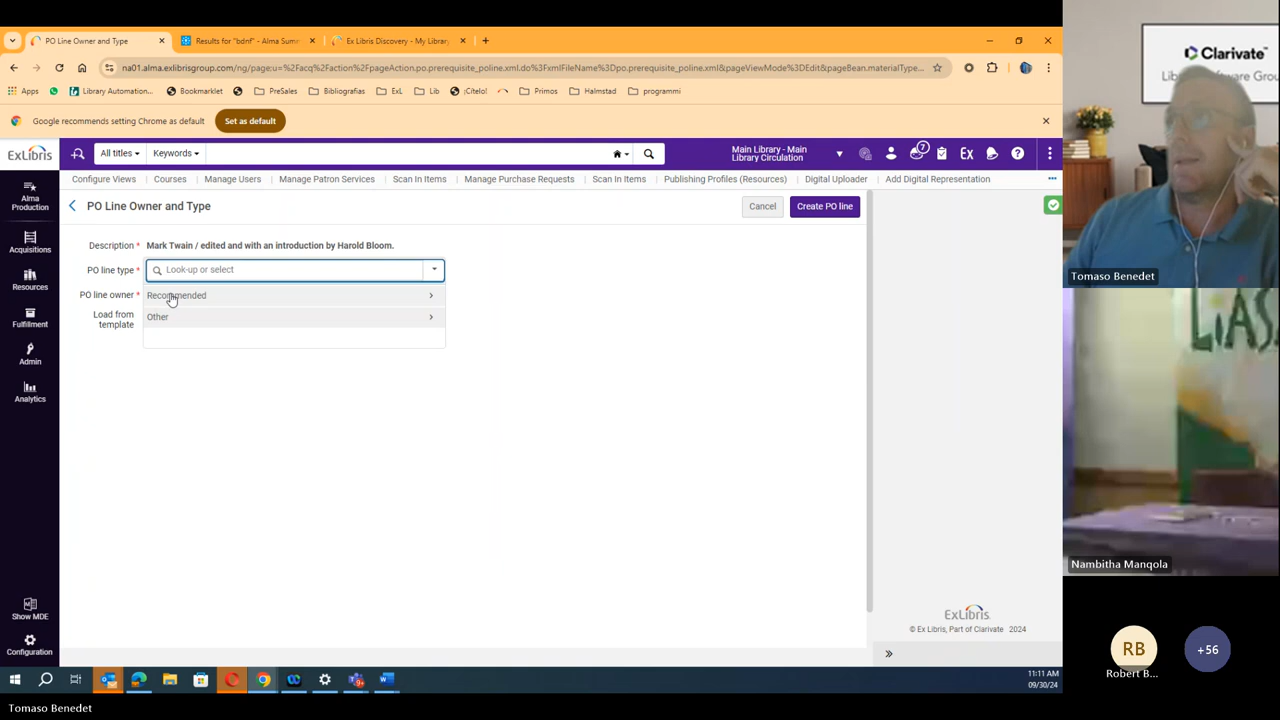 PO Line Owner and Type
Results for "bdnf" - Alma Sum
Ex Libris Discovery - My Library
na01.alma.exlibrisgroup.com/ng/page;u=%2Facq%2Faction%2FpageAction.po.prerequisite_poline.xml.do%3FxmlFileName%3Dpo.prerequisite_poline.xml&pageViewMode%3DEdit&pageBean.materialType...
Apps
Library Automation...
Bookmarklet
PreSales
Bibliografias
ExL
Lib
¡Cítelo!
Primos
Halmstad
programmi
Google recommends setting Chrome as default
Set as default
ExLibris
All titles
Keywords
Main Library - Main
Library Circulation
7
Ex
Configure Views
Courses
Manage Users
Manage Patron Services
Scan In Items
Manage Purchase Requests
Scan In Items
Publishing Profiles (Resources)
Digital Uploader
Add Digital Representation
Alma
Production
Acquisitions
Resources
Fulfillment
Admin
Analytics
Show MDE
Configuration
PO Line Owner and Type
Cancel
Create PO line
Description * Mark Twain / edited and with an introduction by Harold Bloom.
PO line type * Look-up or select
PO line owner * Recommended
Load from
template
Other
ExLibris
© Ex Libris, Part of Clarivate 2024
11:11 AM
09/30/24
Tomaso Benedet
Clarivate™
Tomaso Benedet
LIAS
Nambitha Manqola
RB
Robert B...
+56